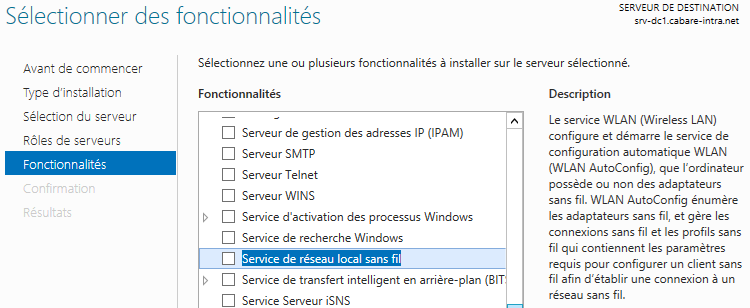 Sélectionner des fonctionnalités
SERVEUR DE DESTINATION
srv-dc1.cabare-intra.net
Avant de commencer
Type d'installation
Sélection du serveur
Rôles de serveurs
Fonctionnalités
Confirmation
Résultats
Sélectionnez une ou plusieurs fonctionnalités à installer sur le serveur sélectionné.
Fonctionnalités
Serveur de gestion des adresses IP (IPAM)
Serveur SMTP
Serveur Telnet
Serveur WINS
Service d'activation des processus Windows
Service de recherche Windows
Service de réseau local sans fil
Service de transfert intelligent en arrière-plan (BITS
Service Serveur iSNS
Description
Le service WLAN (Wireless LAN)
configure et démarre le service de
configuration automatique WLAN
(WLAN AutoConfig), que l'ordinateur
possède ou non des adaptateurs
sans fil. WLAN AutoConfig énumère
les adaptateurs sans fil, et gère les
connexions sans fil et les profils sans
fil qui contiennent les paramètres
requis pour configurer un client sans
fil afin d'établir une connexion à un
réseau sans fil.